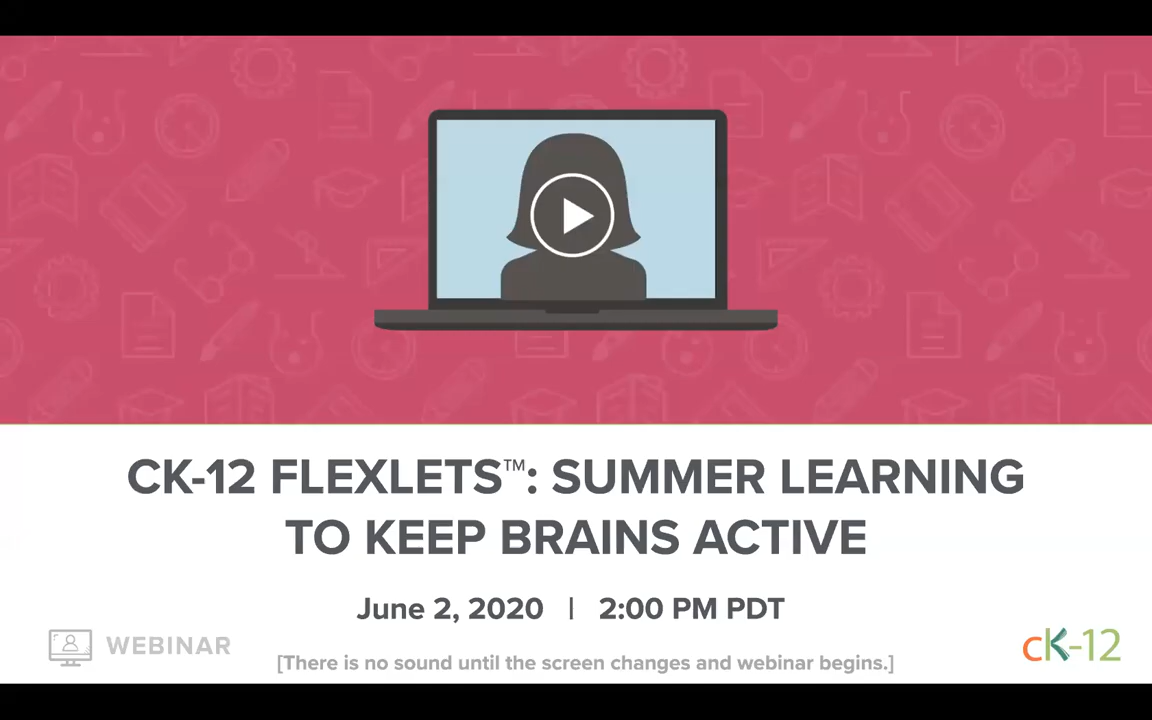 CK-12 FLEXLETS™: SUMMER LEARNING
TO KEEP BRAINS ACTIVE
June 2, 2020 | 2:00 PM PDT
WEBINAR
[There is no sound until the screen changes and webinar begins.]
cK-12